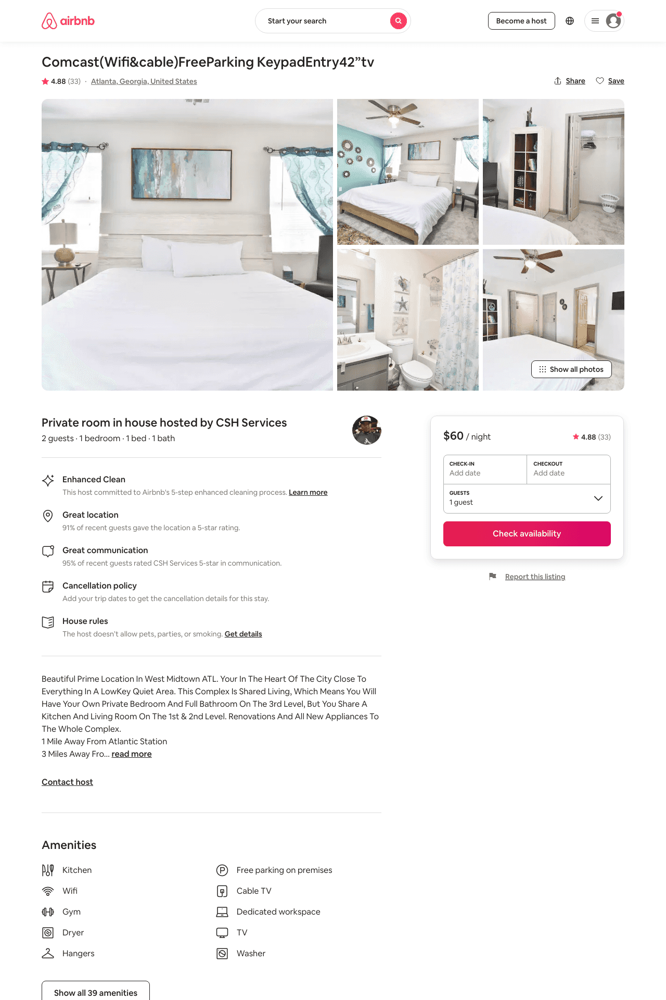 airbnb
Start your search
Become a host
Comcast(Wifi&cable)FreeParking KeypadEntry42”tv
4.88 (33) · Atlanta, Georgia, United States
Share
Save
Show all photos
Private room in house hosted by CSH Services
2 guests · 1 bedroom · 1 bed · 1 bath
Enhanced Clean
This host committed to Airbnb's 5-step enhanced cleaning process. Learn more
Great location
91% of recent guests gave the location a 5-star rating.
Great communication
95% of recent guests rated CSH Services 5-star in communication.
Cancellation policy
Add your trip dates to get the cancellation details for this stay.
House rules
The host doesn’t allow pets, parties, or smoking. Get details
$60 / night
4.88 (33)
CHECK-IN
Add date
CHECKOUT
Add date
GUESTS
1 guest
Check availability
Report this listing
Beautiful Prime Location In West Midtown ATL. Your In The Heart Of The City Close To
Everything In A LowKey Quiet Area. This Complex Is Shared Living, Which Means You Will
Have Your Own Private Bedroom And Full Bathroom On The 3rd Level, But You Share A
Kitchen And Living Room On The 1st & 2nd Level. Renovations And All New Appliances To
The Whole Complex.
1 Mile Away From Atlantic Station
3 Miles Away Fro... read more
Contact host
Amenities
Kitchen
Free parking on premises
Wifi
Cable TV
Gym
Dedicated workspace
Dryer
TV
Hangers
Washer
Show all 39 amenities